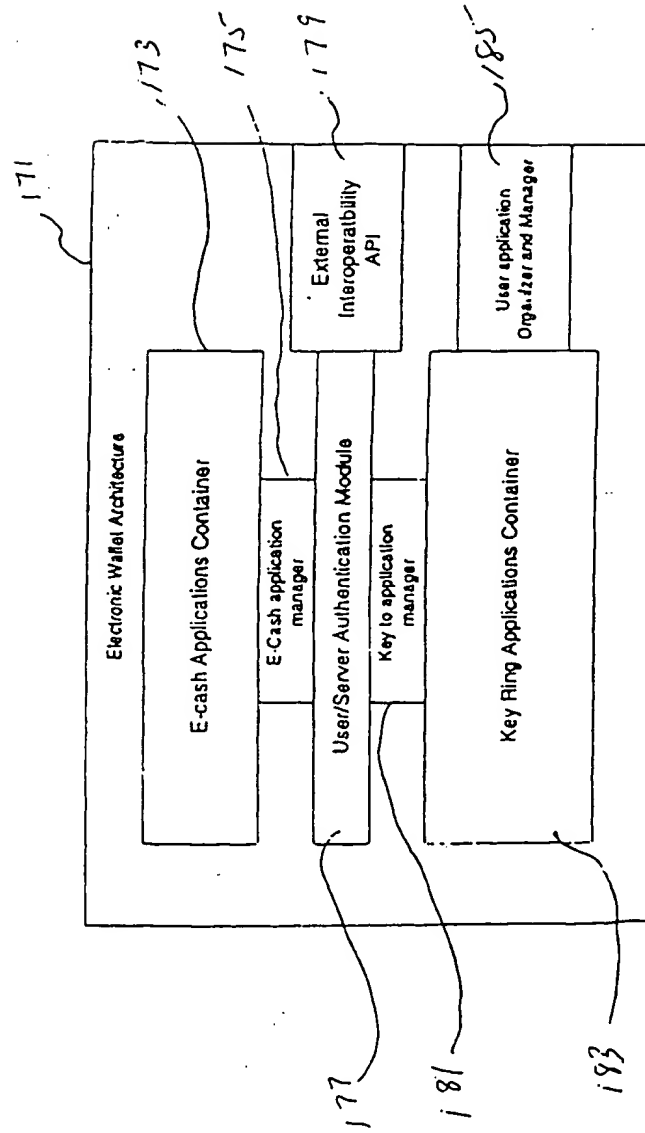 171
173
175
179
185
Electronic Wallet Architecture
E-cash Applications Container
E-Cash application
manager
User/Server Authentication Module
External
Interoperatbility
API
Key to application
manager
Key Ring Applications Container
User application
Organizer and Manager
177
181
183